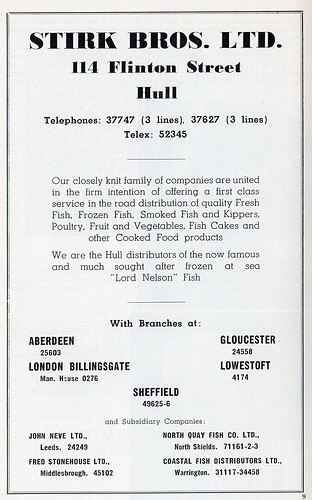 STIRK BROS. LTD.
114 Flinton Street
Hull
Telephones: 37747 (3 lines), 37627 (3 lines)
Telex: 52345
Our closely knit family of companies are united
in the firm intention of offering a first class
service in the road distribution of quality Fresh
Fish, Frozen Fish, Smoked Fish and Kippers,
Poultry, Fruit and Vegetables, Fish Cakes and
other Cooked Food products
We are the Hull distributors of the now famous
and much sought after frozen at sea
"Lord Nelson" Fish
With Branches at:
ABERDEEN
25603
GLOUCESTER
24558
LONDON BILLINGSGATE
Man. House 0276
LOWESTOFT
4174
SHEFFIELD
49625-6
and Subsidiary Companies:
JOHN NEVE LTD.,
Leeds. 24249
NORTH QUAY FISH CO. LTD.,
North Shields. 71161-2-3
FRED STONEHOUSE LTD.,
Middlesbrough. 45102
COASTAL FISH DISTRIBUTORS LTD.,
Warrington. 31117-34458
9